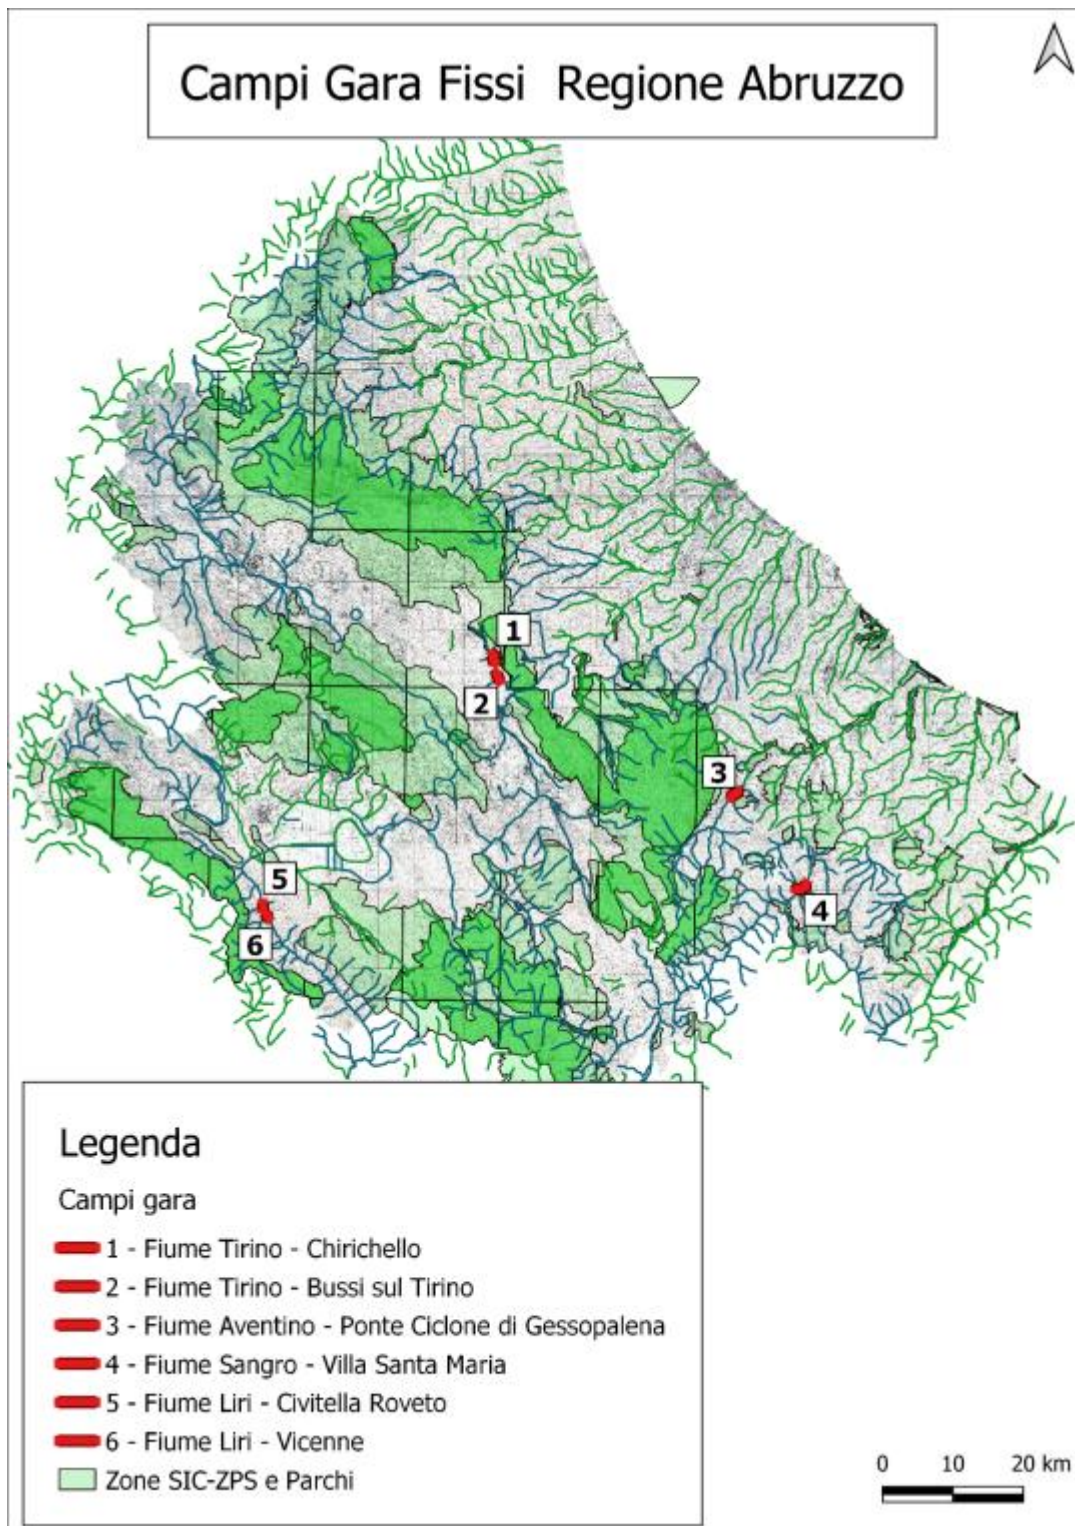 Campi Gara Fissi Regione Abruzzo
1
2
3
4
5
6
Legenda
Campi gara
1 - Fiume Tirino - Chirichello
2 - Fiume Tirino - Bussi sul Tirino
3 - Fiume Aventino - Ponte Ciclone di Gessopalena
4 - Fiume Sangro - Villa Santa Maria
5 - Fiume Liri - Civitella Roveto
6 - Fiume Liri - Vicenne
Zone SIC-ZPS e Parchi
0 10 20 km